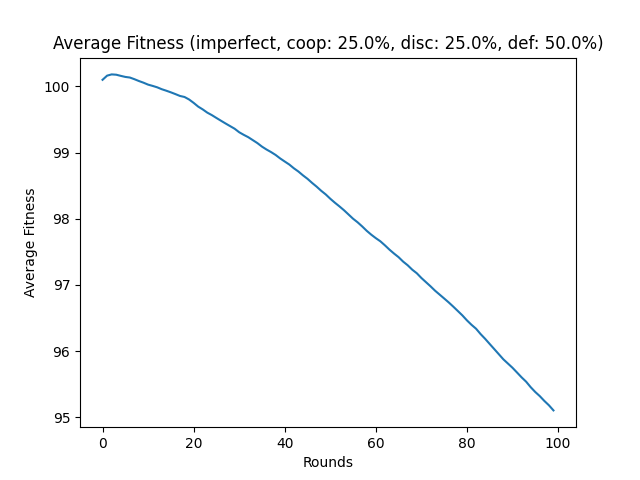 Average Fitness (imperfect, coop: 25.0%, disc: 25.0%, def: 50.0%)
100
99
98
97
96
95
Average Fitness
0 20 40 60 80 100
Rounds